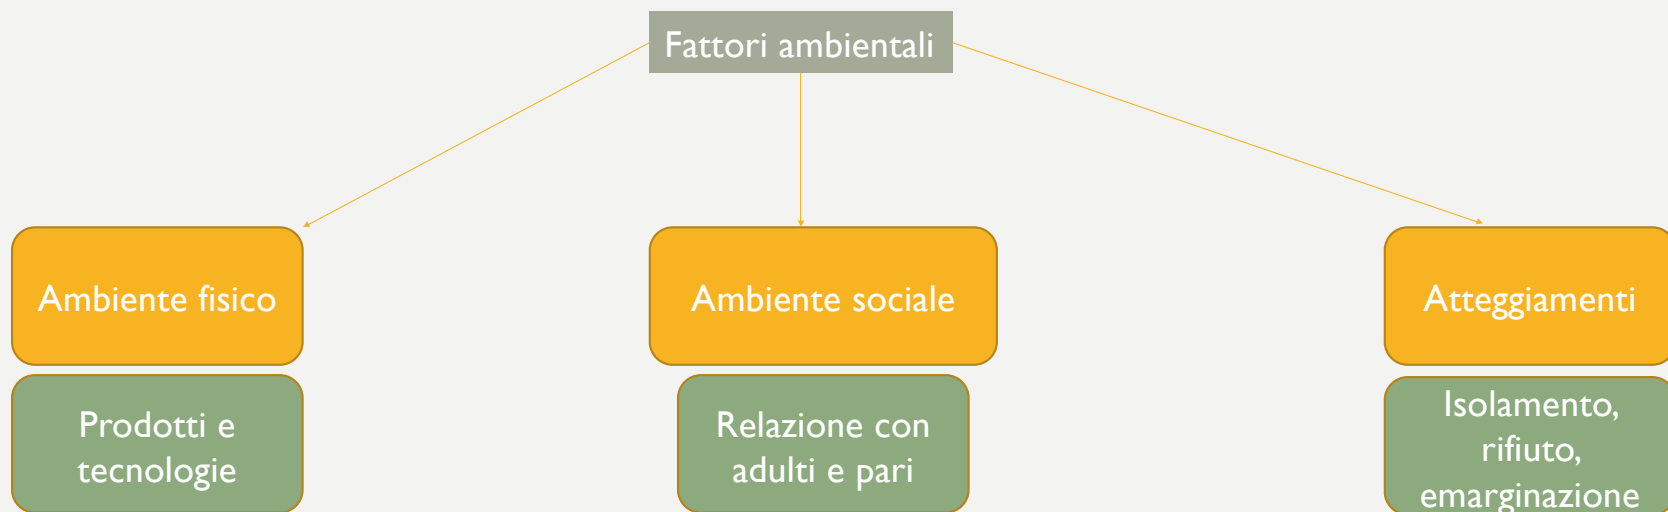 Fattori ambientali
Ambiente fisico
Ambiente sociale
Atteggiamenti
Prodotti e
tecnologie
Relazione con
adulti e pari
Isolamento,
rifiuto,
emarginazione